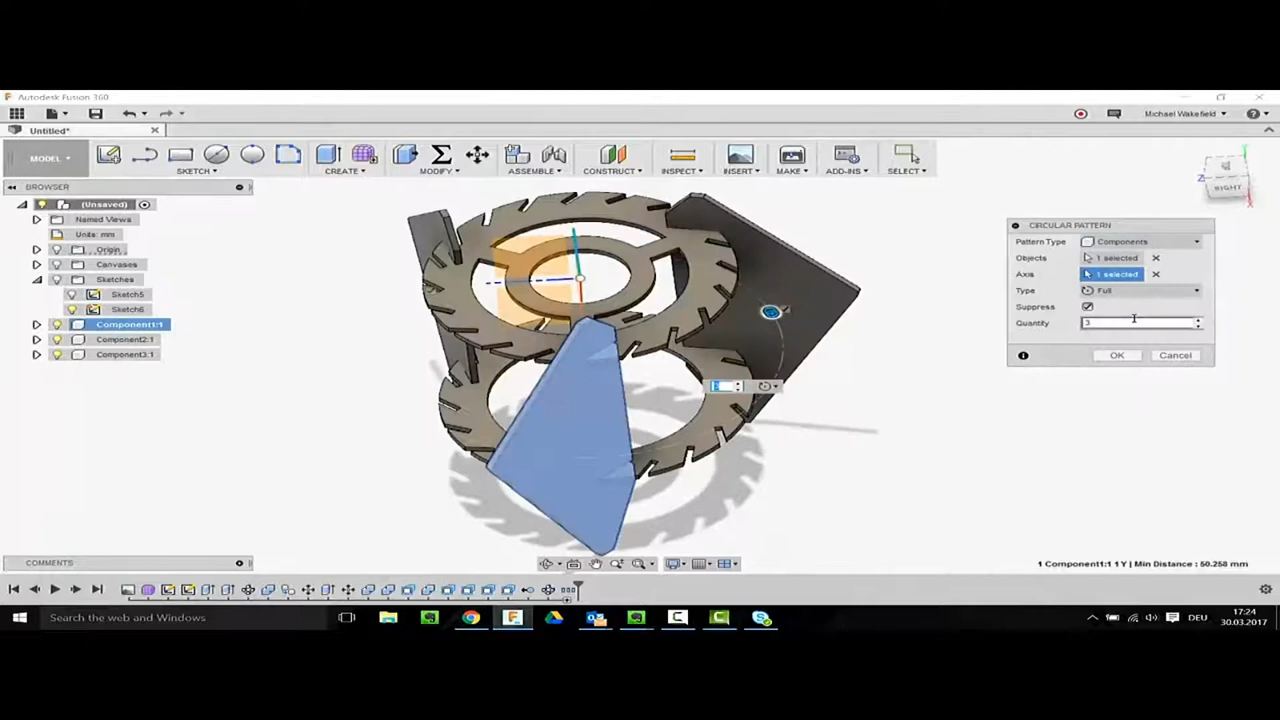 Autodesk Fusion 360
Michael Wakefield
Untitled*
MODEL
SKETCH
CREATE
MODIFY
ASSEMBLE
CONSTRUCT
INSPECT
INSERT
MAKE
ADD-INS
SELECT
BROWSER
(Unsaved)
Named Views
Units: mm
Origin
Canvases
Sketches
Sketch5
Sketch6
Component1:1
Component2:1
Component3:1
RIGHT
Z
Y
X
CIRCULAR PATTERN
Pattern Type Components
Objects 1 selected
Axis 1 selected
Type Full
Suppress
Quantity 3
OK Cancel
COMMENTS
1 Component1:1 1Y | Min Distance : 50.258 mm
Search the web and Windows
DEU
17:24
30.03.2017